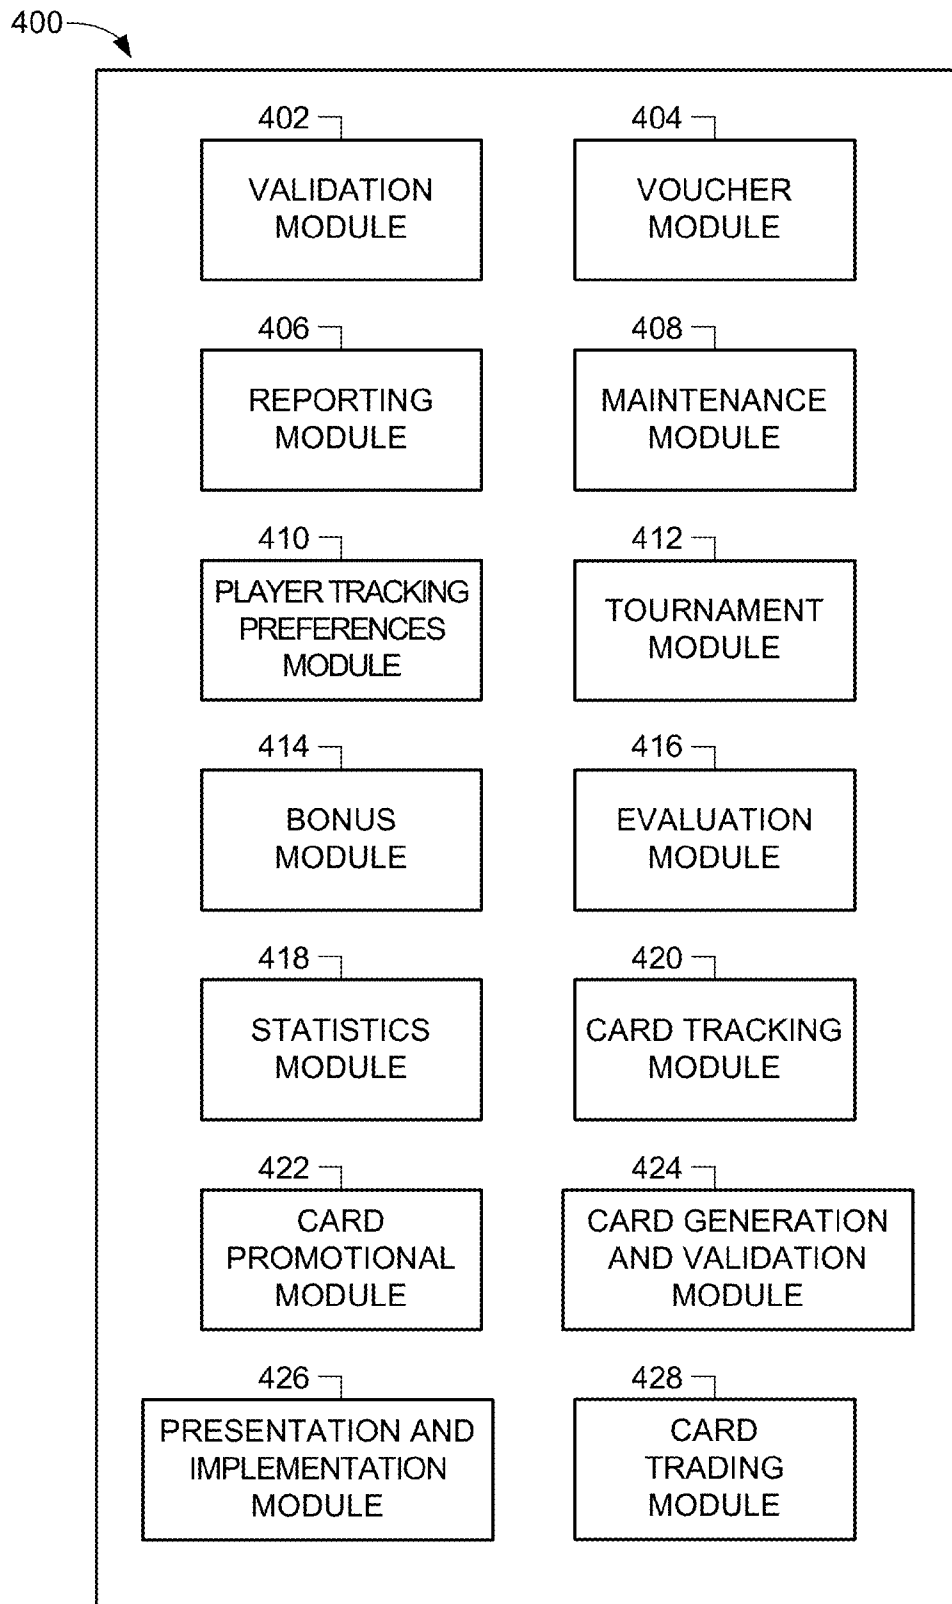 400
402
VALIDATION
MODULE
404
VOUCHER
MODULE
406
REPORTING
MODULE
408
MAINTENANCE
MODULE
410
PLAYER TRACKING
PREFERENCES
MODULE
412
TOURNAMENT
MODULE
414
BONUS
MODULE
416
EVALUATION
MODULE
418
STATISTICS
MODULE
420
CARD TRACKING
MODULE
422
CARD
PROMOTIONAL
MODULE
424
CARD GENERATION
AND VALIDATION
MODULE
426
PRESENTATION AND
IMPLEMENTATION
MODULE
428
CARD
TRADING
MODULE